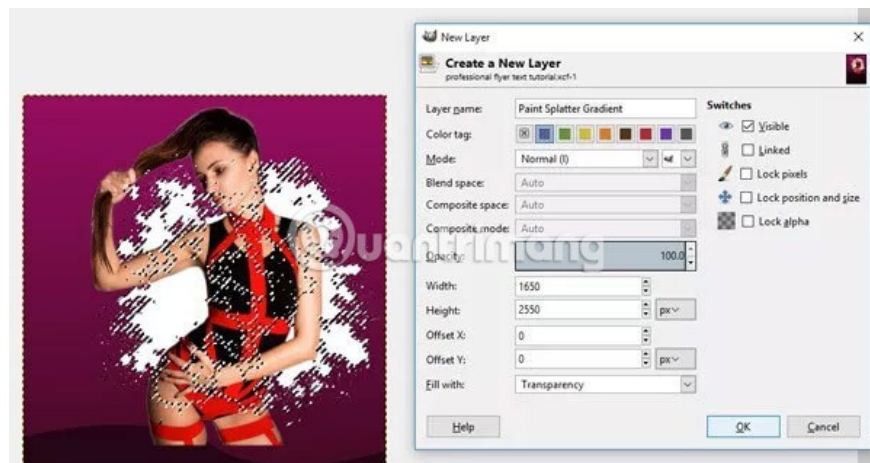 New Layer
Create a New Layer
professional flyer text tutorial.xcf-1
Layer name: Paint Splatter Gradient
Color tag:
Mode: Normal (l)
Blend space: Auto
Composite space: Auto
Composite mode: Auto
Opacity: 100.0
Width: 1650
Height: 2550 px
Offset X: 0
Offset Y: 0 px
Fill with: Transparency
Switches
Visible
Linked
Lock pixels
Lock position and size
Lock alpha
Help OK Cancel
Quantrimang